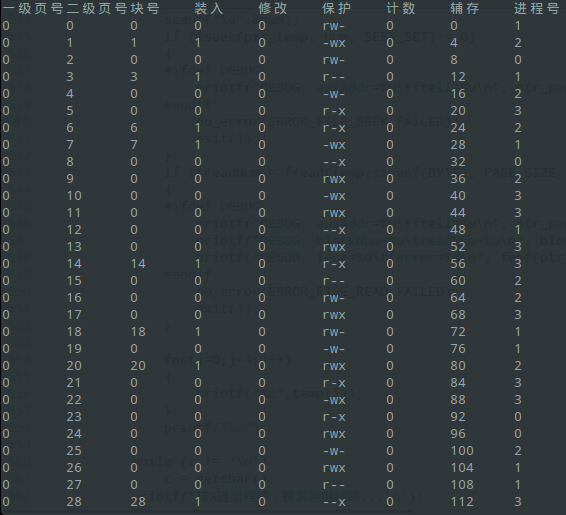 一级页号二级页号块号 装入 修改 保护 计数 辅存 进程号
0 0 0 0 0 rw- 0 0 1
0 1 1 1 0 -wx 0 4 2
0 2 0 0 0 rw- 0 8 0
0 3 3 1 0 r-- 0 12 1
0 4 0 0 0 -w- 0 16 2
0 5 0 0 0 r-x 0 20 3
0 6 6 1 0 r-x 0 24 2
0 7 7 1 0 -wx 0 28 1
0 8 0 0 0 --x 0 32 0
0 9 0 0 0 rwx 0 36 2
0 10 0 0 0 -wx 0 40 3
0 11 0 0 0 rwx 0 44 3
0 12 0 0 0 --x 0 48 1
0 13 0 0 0 rwx 0 52 3
0 14 14 1 0 r-x 0 56 3
0 15 0 0 0 r-- 0 60 2
0 16 0 0 0 rw- 0 64 2
0 17 0 0 0 rwx 0 68 3
0 18 18 1 0 rw- 0 72 1
0 19 0 0 0 -w- 0 76 1
0 20 20 1 0 rwx 0 80 2
0 21 0 0 0 r-x 0 84 3
0 22 0 0 0 -wx 0 88 3
0 23 0 0 0 r-x 0 92 0
0 24 0 0 0 rwx 0 96 0
0 25 0 0 0 -w- 0 100 2
0 26 0 0 0 rwx 0 104 1
0 27 0 0 0 r-- 0 108 1
0 28 28 1 0 --x 0 112 3